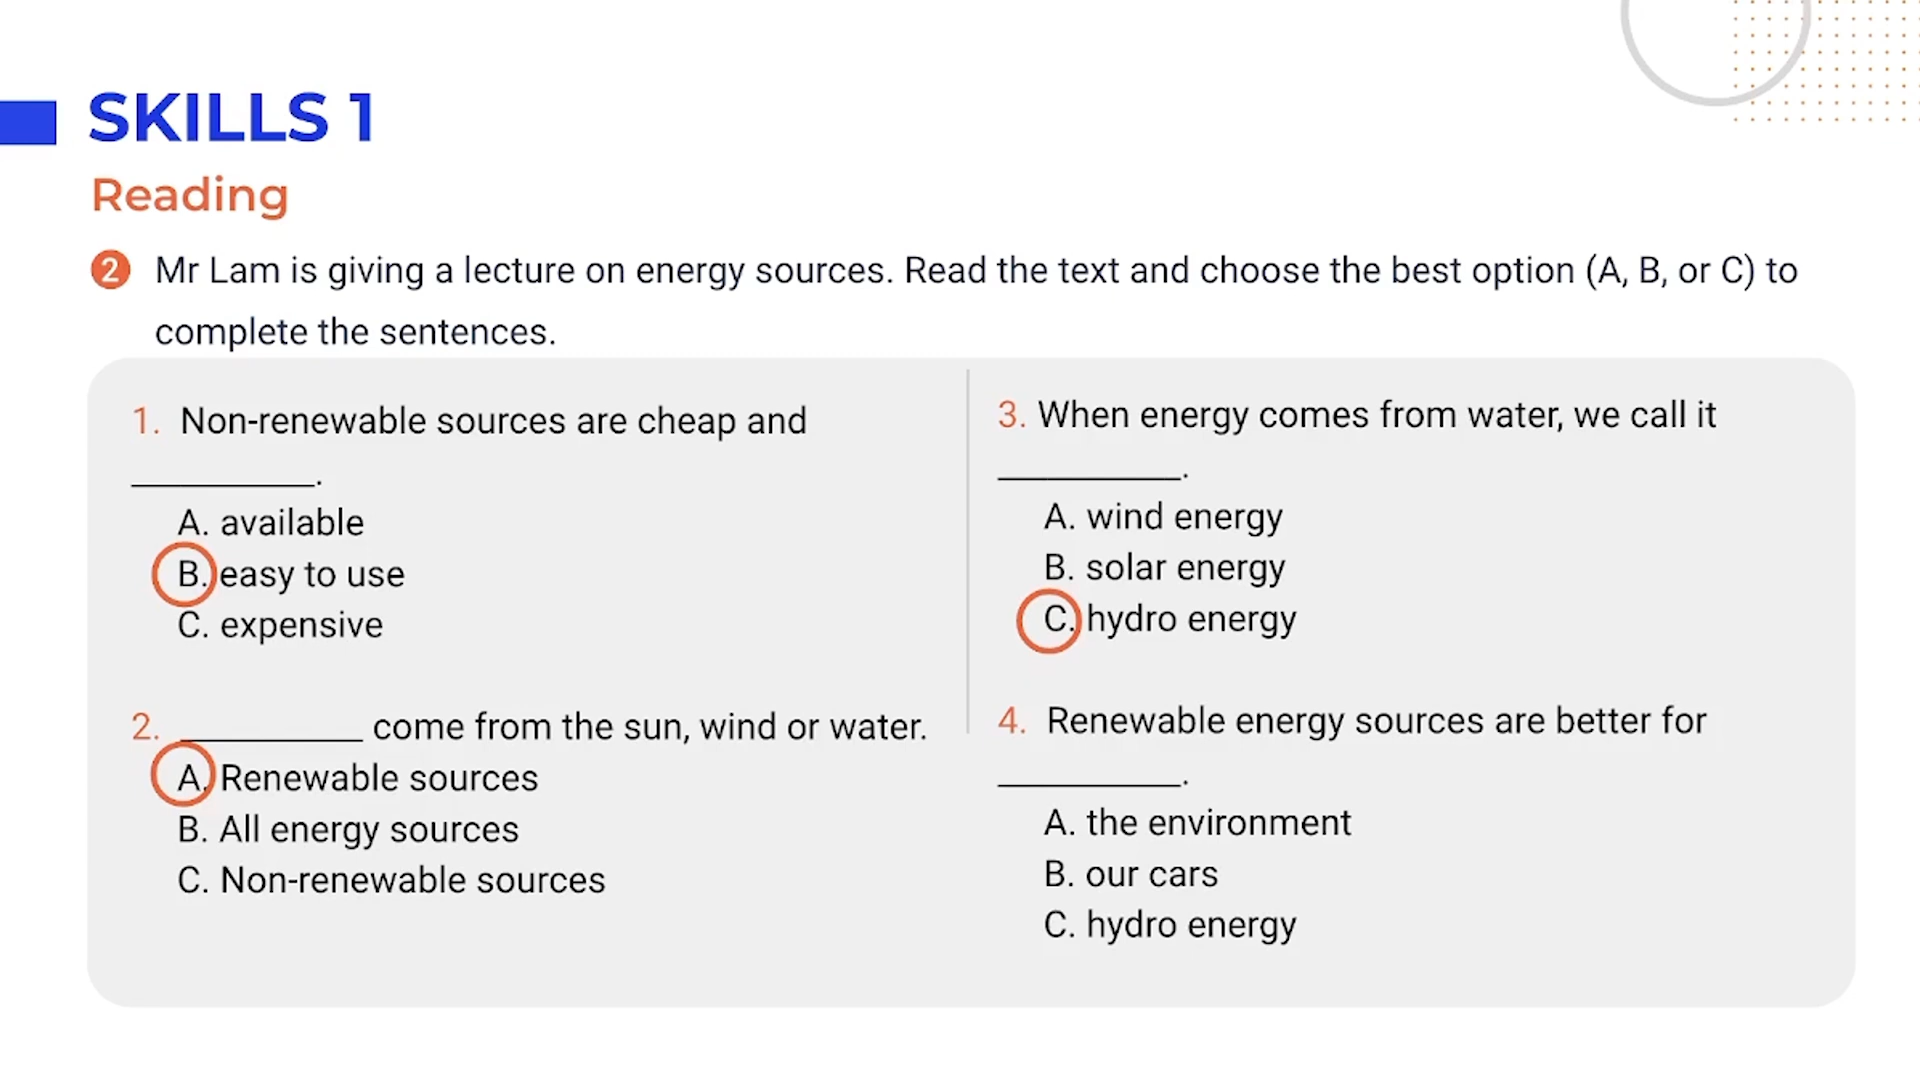 SKILLS 1
Reading
2 Mr Lam is giving a lecture on energy sources. Read the text and choose the best option (A, B, or C) to
complete the sentences.
1. Non-renewable sources are cheap and
__________.
A. available
B. easy to use
C. expensive
2. __________ come from the sun, wind or water.
A. Renewable sources
B. All energy sources
C. Non-renewable sources
3. When energy comes from water, we call it
__________.
A. wind energy
B. solar energy
C. hydro energy
4. Renewable energy sources are better for
__________.
A. the environment
B. our cars
C. hydro energy